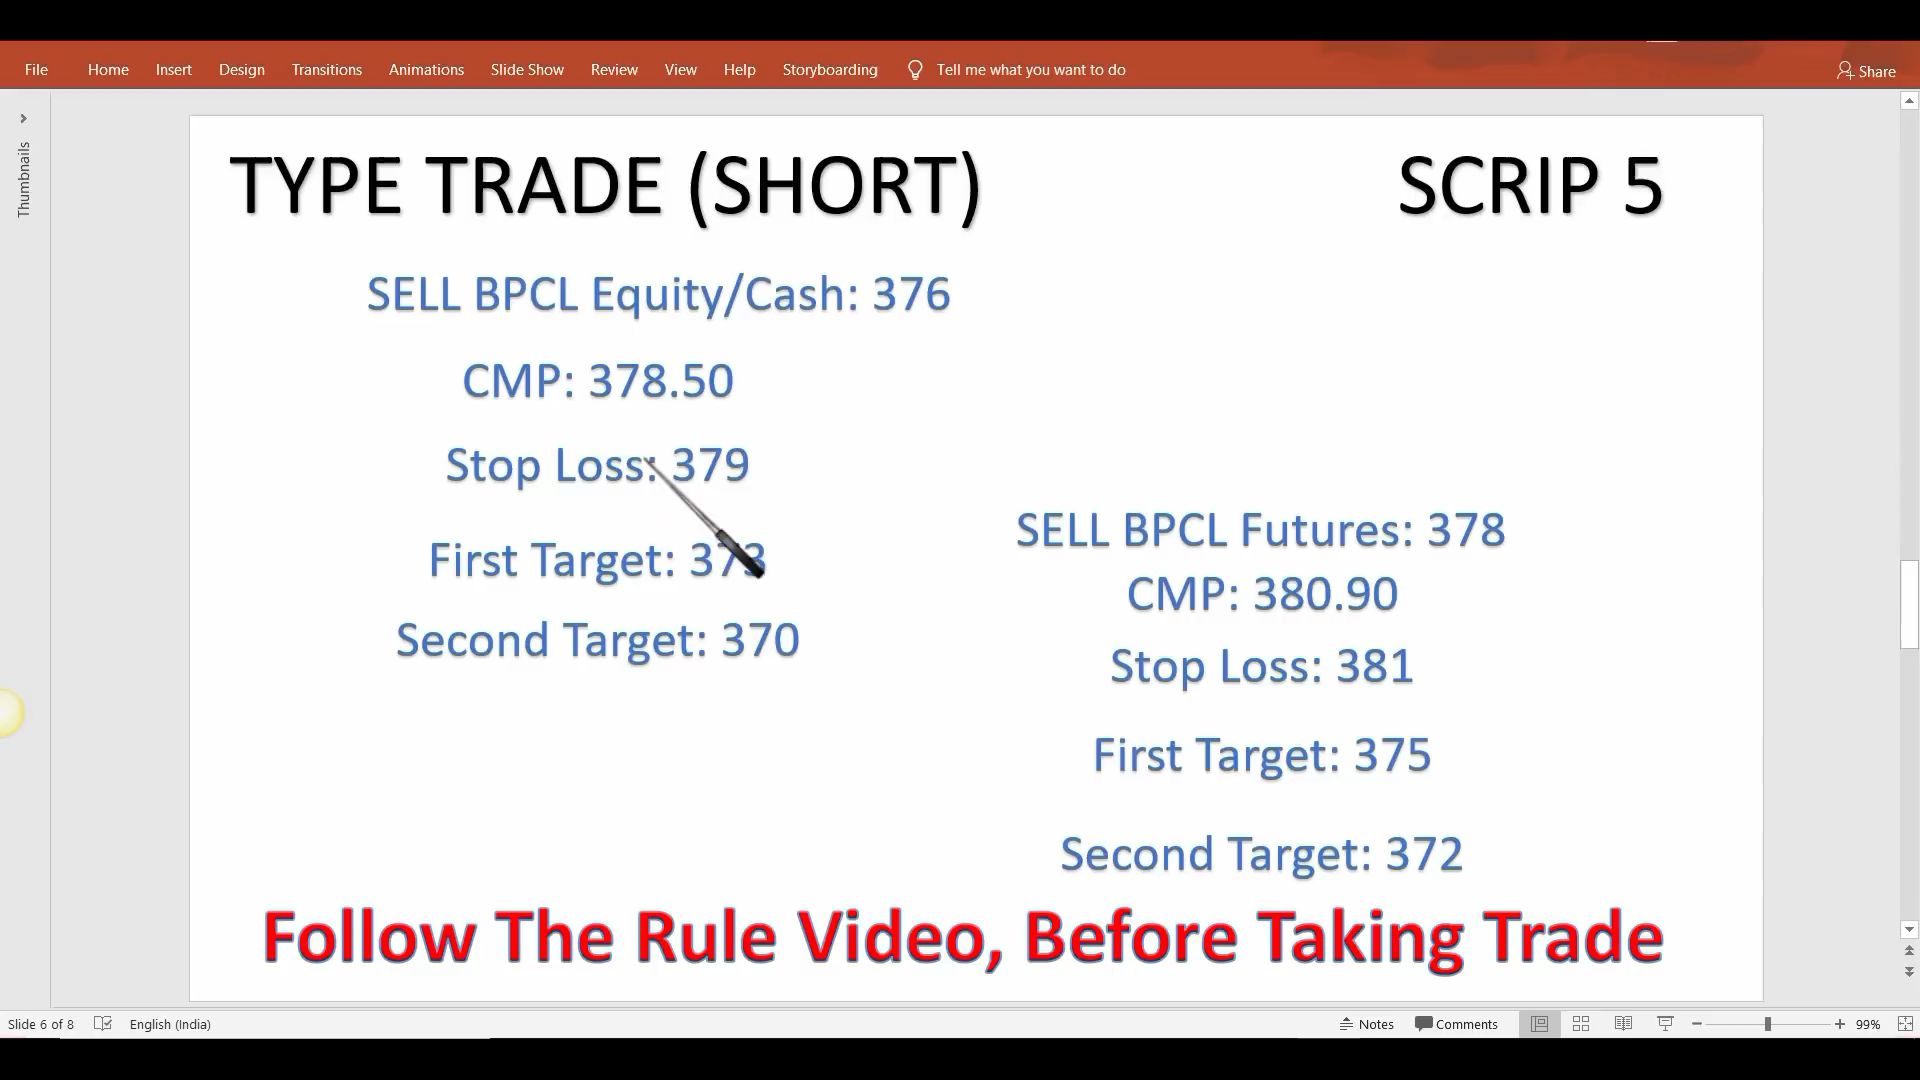 File Home Insert Design Transitions Animations Slide Show Review View Help Storyboarding Tell me what you want to do Share
Thumbnails
TYPE TRADE (SHORT) SCRIP 5
SELL BPCL Equity/Cash: 376
CMP: 378.50
Stop Loss: 379
First Target: 373
Second Target: 370
SELL BPCL Futures: 378
CMP: 380.90
Stop Loss: 381
First Target: 375
Second Target: 372
Follow The Rule Video, Before Taking Trade
Slide 6 of 8 English (India) Notes Comments 99%